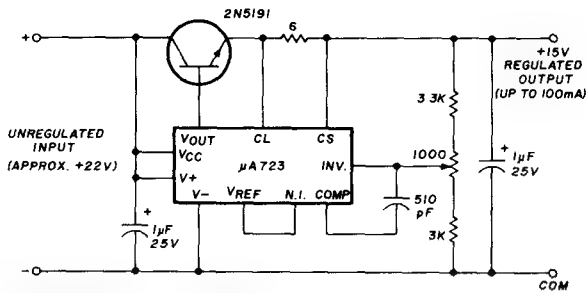 2N5191
6
+
+
+15V
REGULATED
OUTPUT
(UP TO 100mA)
3.3K
UNREGULATED
INPUT
(APPROX. +22V)
VOUT
CL
CS
VCC
V+
μA723
INV.
1000
+
1μF
25V
V-
VREF
N.I.
COMP
510
pF
+
1μF
25V
3K
-
-
COM